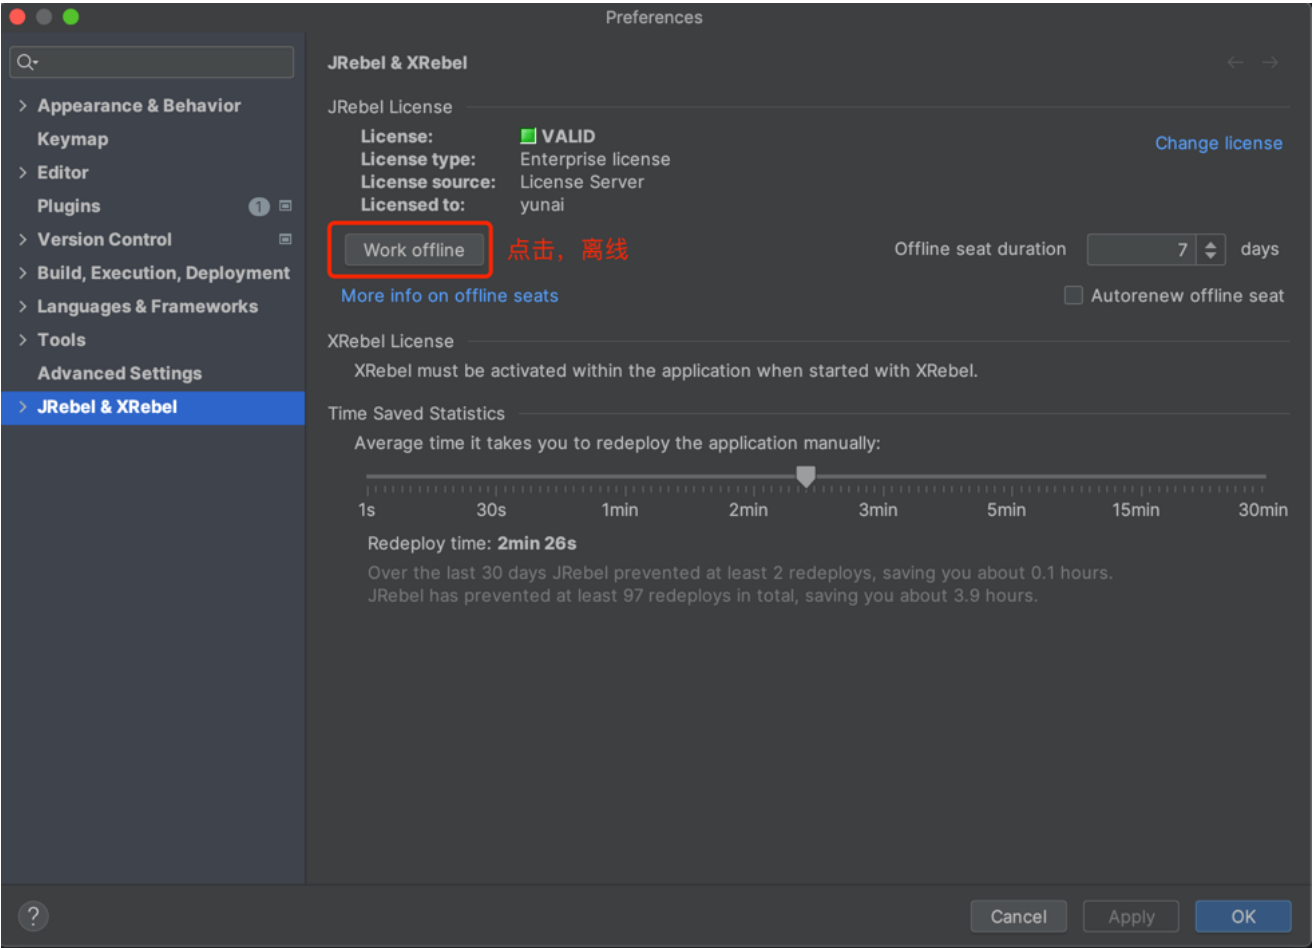 Preferences
JRebel & XRebel
Appearance & Behavior
Keymap
Editor
Plugins 1
Version Control
Build, Execution, Deployment
Languages & Frameworks
Tools
Advanced Settings
JRebel & XRebel
JRebel License
License: VALID
Change license
License type: Enterprise license
License source: License Server
Licensed to: yunai
Work offline 点击，离线 Offline seat duration 7 days
More info on offline seats Autorenew offline seat
XRebel License
XRebel must be activated within the application when started with XRebel.
Time Saved Statistics
Average time it takes you to redeploy the application manually:
1s 30s 1min 2min 3min 5min 15min 30min
Redeploy time: 2min 26s
Over the last 30 days JRebel prevented at least 2 redeploys, saving you about 0.1 hours.
JRebel has prevented at least 97 redeploys in total, saving you about 3.9 hours.
? Cancel Apply OK